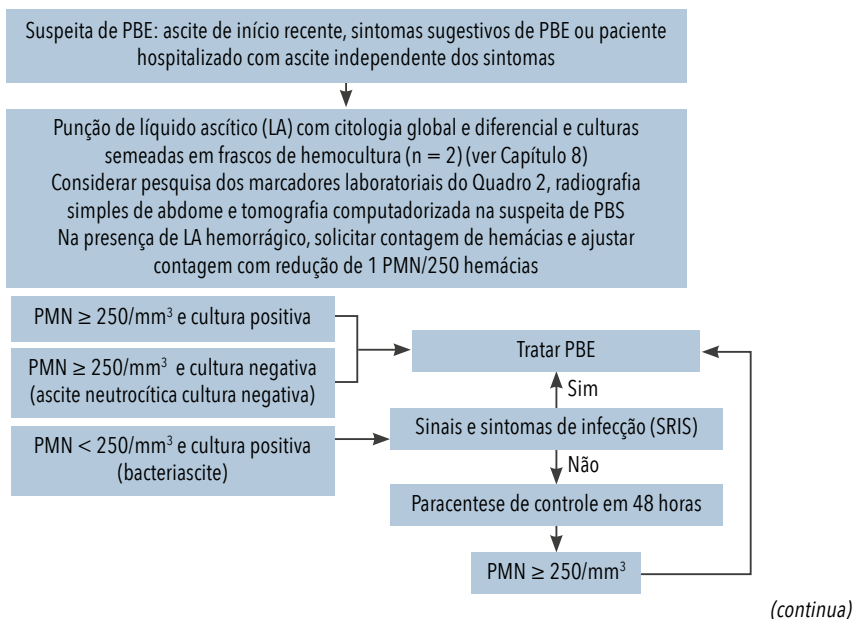 Suspeita de PBE: ascite de início recente, sintomas sugestivos de PBE ou paciente
hospitalizado com ascite independente dos sintomas
Punção de líquido ascítico (LA) com citologia global e diferencial e culturas
semeadas em frascos de hemocultura (n = 2) (ver Capítulo 8)
Considerar pesquisa dos marcadores laboratoriais do Quadro 2, radiografia
simples de abdome e tomografia computadorizada na suspeita de PBS
Na presença de LA hemorrágico, solicitar contagem de hemácias e ajustar
contagem com redução de 1 PMN/250 hemácias
PMN ≥ 250/mm³ e cultura positiva
PMN ≥ 250/mm³ e cultura negativa
(ascite neutrocítica cultura negativa)
PMN < 250/mm³ e cultura positiva
(bacteriascite)
Tratar PBE
Sim
Sinais e sintomas de infecção (SRIS)
Não
Paracentese de controle em 48 horas
PMN ≥ 250/mm³
(continua)